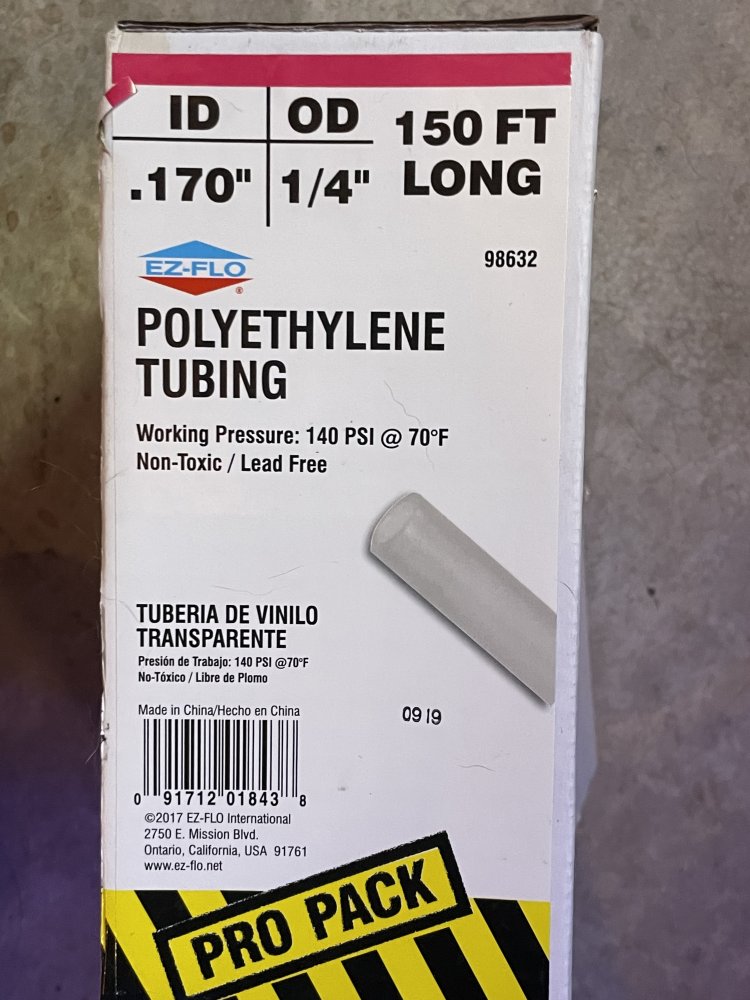 ID OD 150 FT
.170" 1/4" LONG
EZ-FLO ®
98632
POLYETHYLENE
TUBING
Working Pressure: 140 PSI @ 70°F
Non-Toxic / Lead Free
TUBERIA DE VINILO
TRANSPARENTE
Presión de Trabajo: 140 PSI @70°F
No-Tóxico / Libre de Plomo
Made in China/Hecho en China
0919
0 91712 01843 8
©2017 EZ-FLO International
2750 E. Mission Blvd.
Ontario, California, USA 91761
www.ez-flo.net
PRO PACK